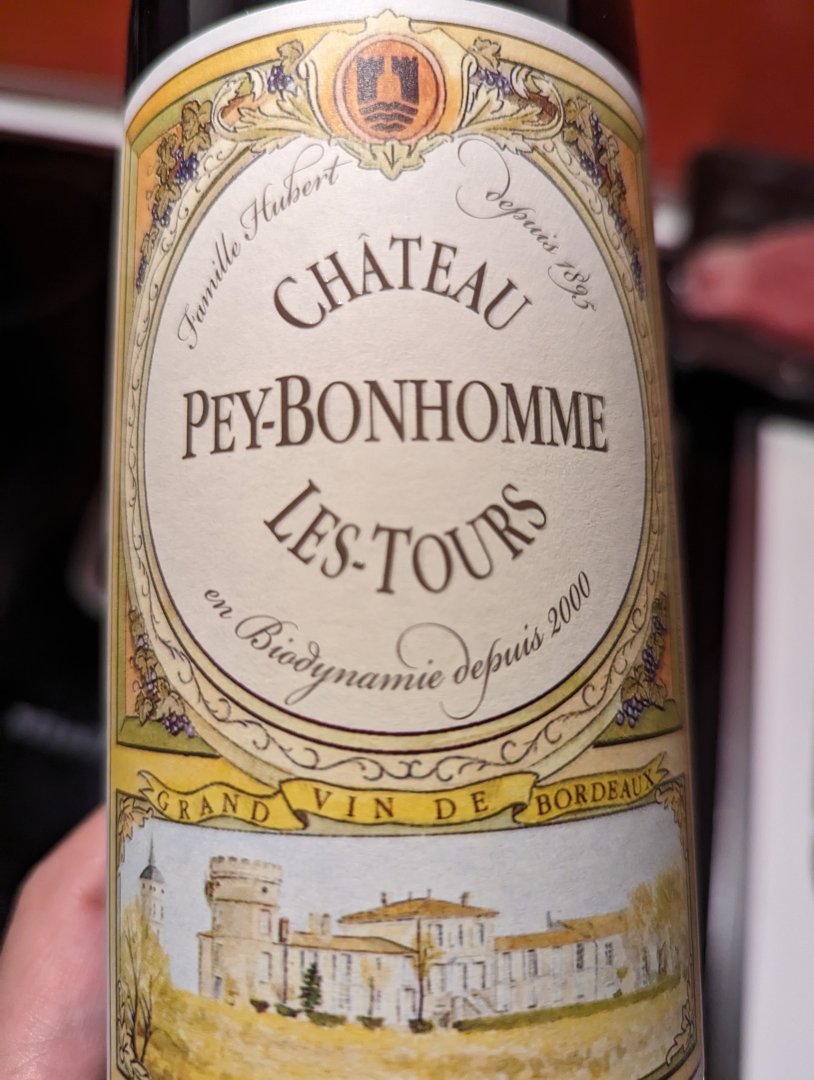 Famille Hubert depuis 1895
CHÂTEAU
PEY-BONHOMME
LES-TOURS
en Biodynamie depuis 2000
GRAND VIN DE BORDEAUX